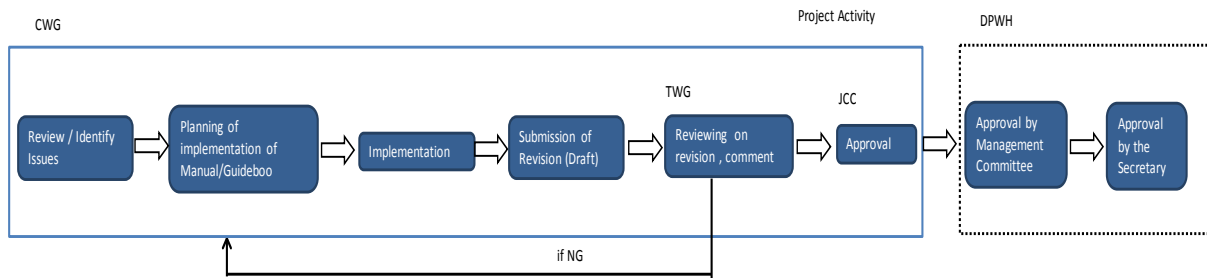 CWG
Project Activity
DPWH
Review / Identify
Issues
Planning of
implementation of
Manual/Guideboo
Implementation
Submission of
Revision (Draft)
TWG
Reviewing on
revision , comment
JCC
Approval
Approval by
Management
Committee
Approval
by the
Secretary
if NG